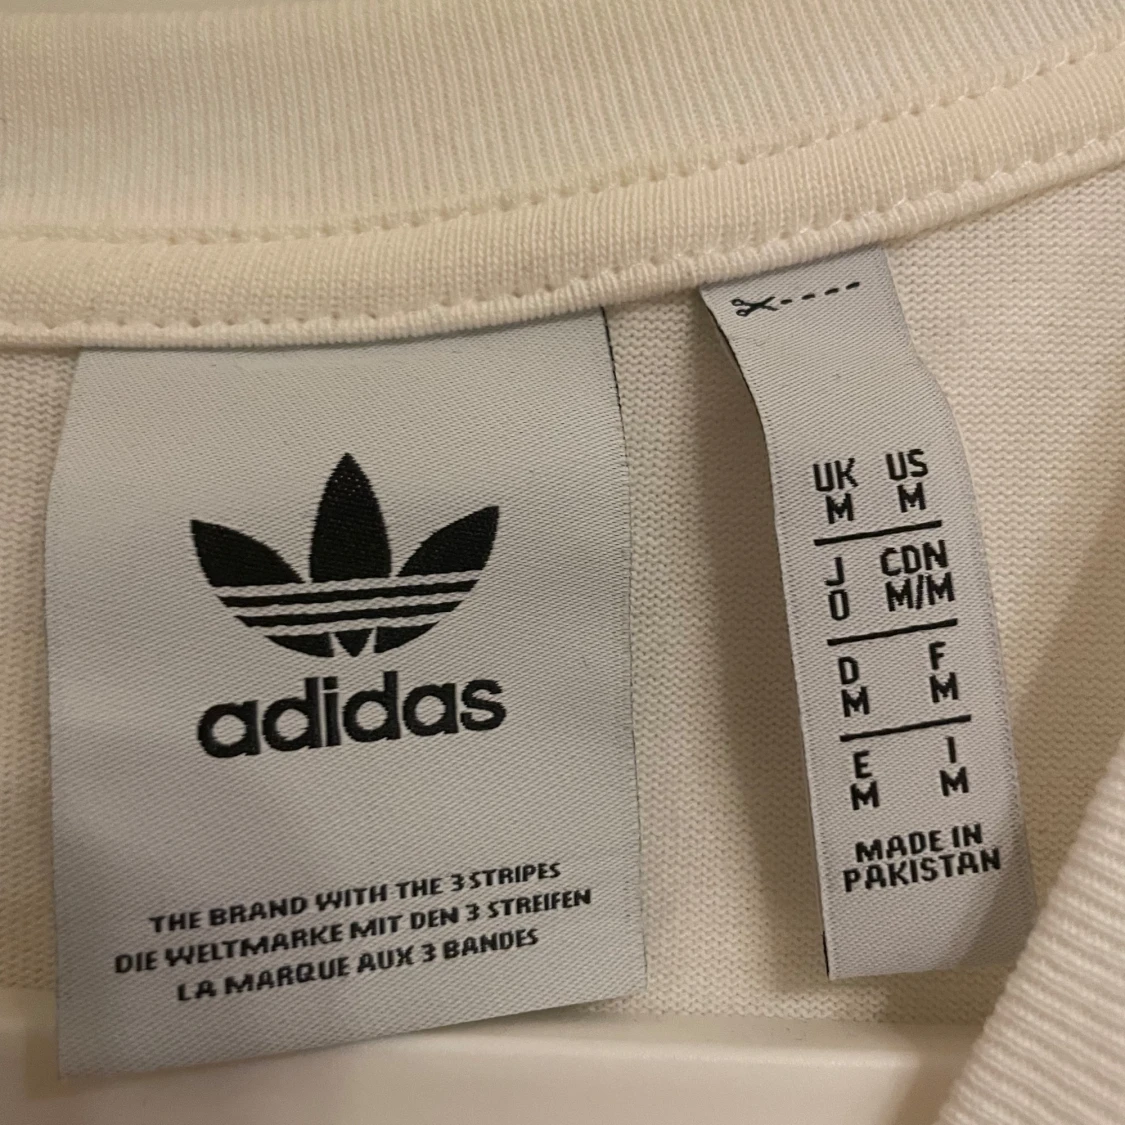 adidas
THE BRAND WITH THE 3 STRIPES
DIE WELTMARKE MIT DEN 3 STREIFEN
LA MARQUE AUX 3 BANDES
UK US
M M
J CDN
O M/M
D F
M M
E I
M M
MADE IN
PAKISTAN